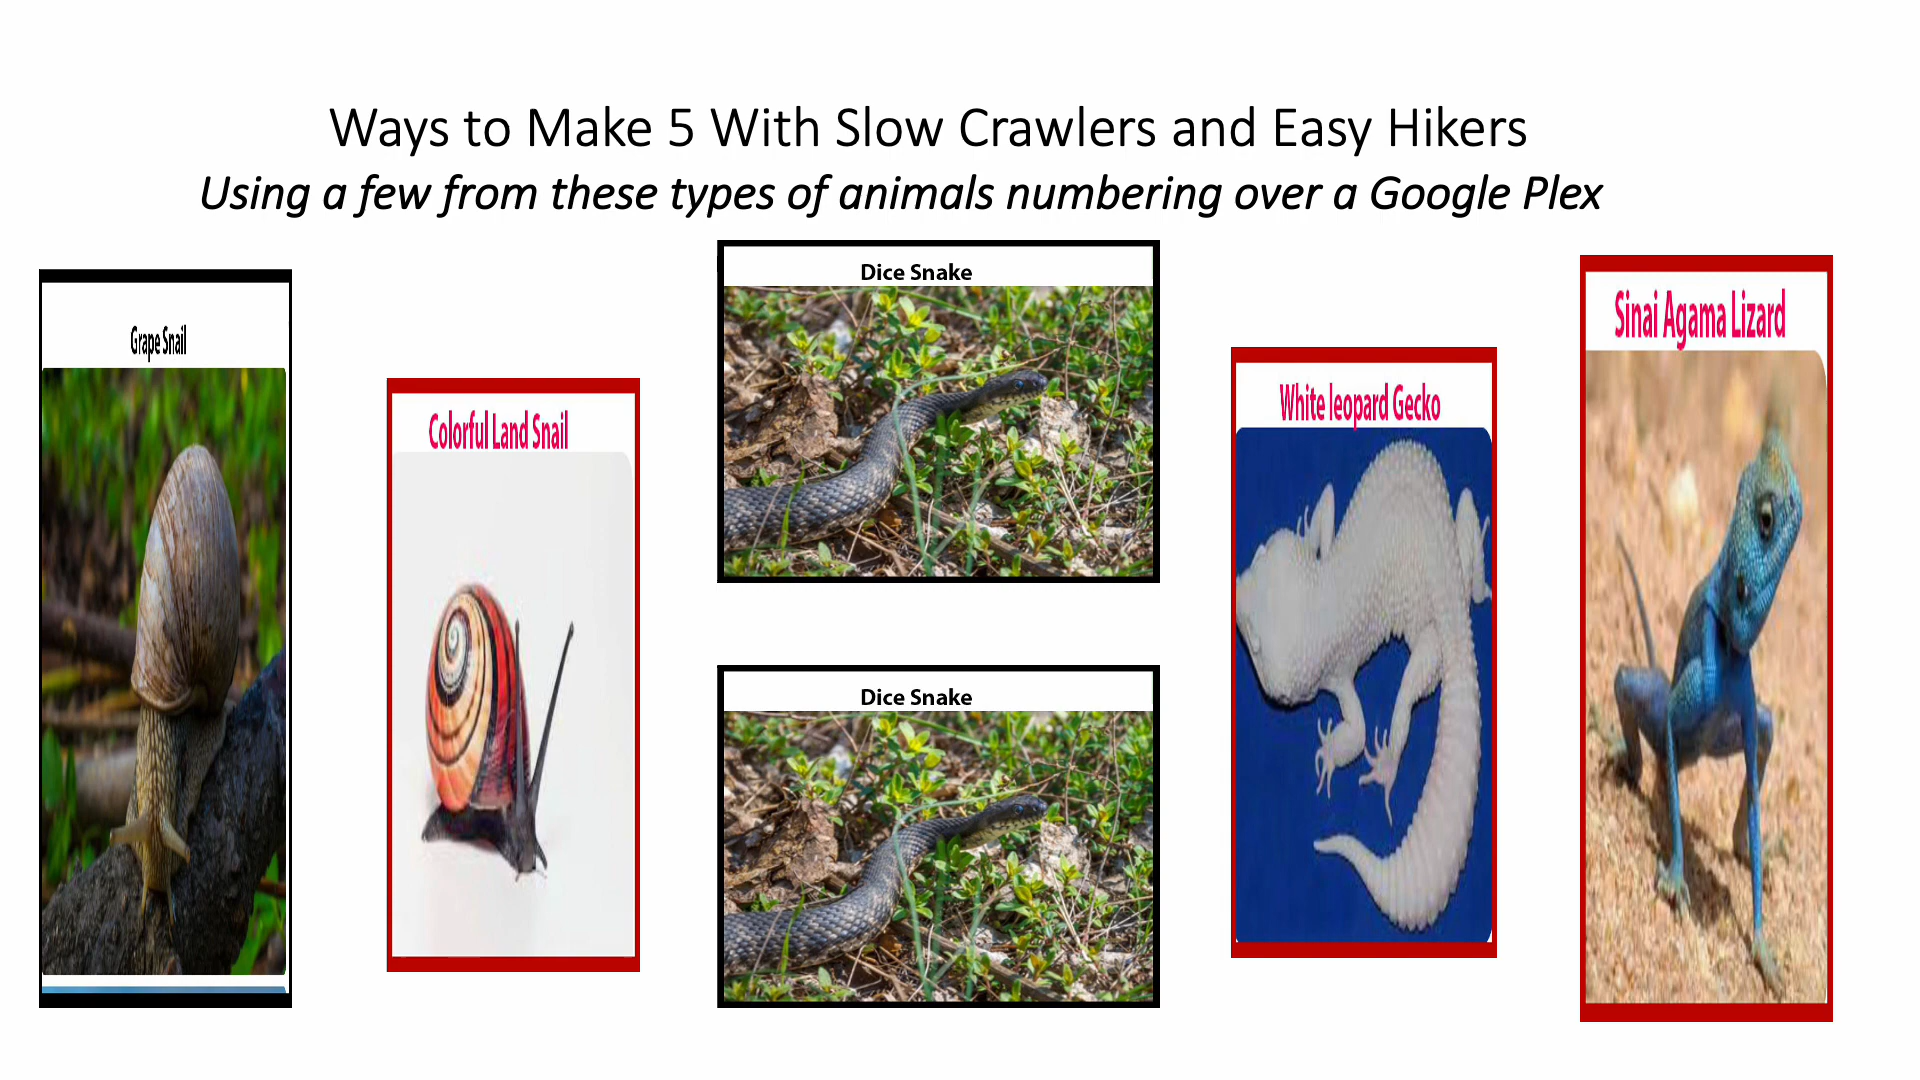 Ways to Make 5 With Slow Crawlers and Easy Hikers
Using a few from these types of animals numbering over a Google Plex
Grape Snail
Colorful Land Snail
Dice Snake
Dice Snake
White leopard Gecko
Sinai Agama Lizard